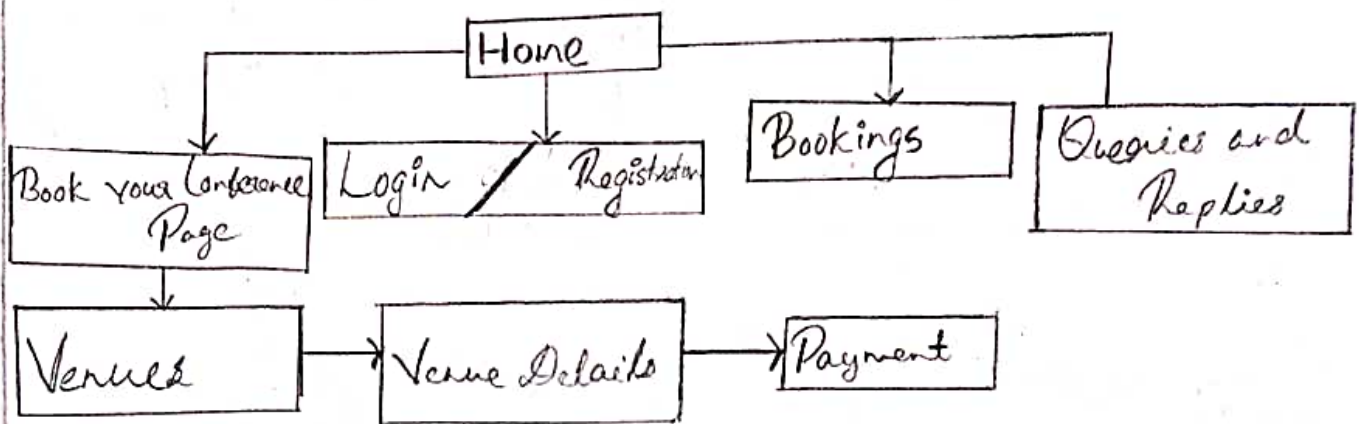 Home
Book your Conference
Page
Login / Registration
Bookings
Queries and
Replies
Venues
Venue Details
Payment